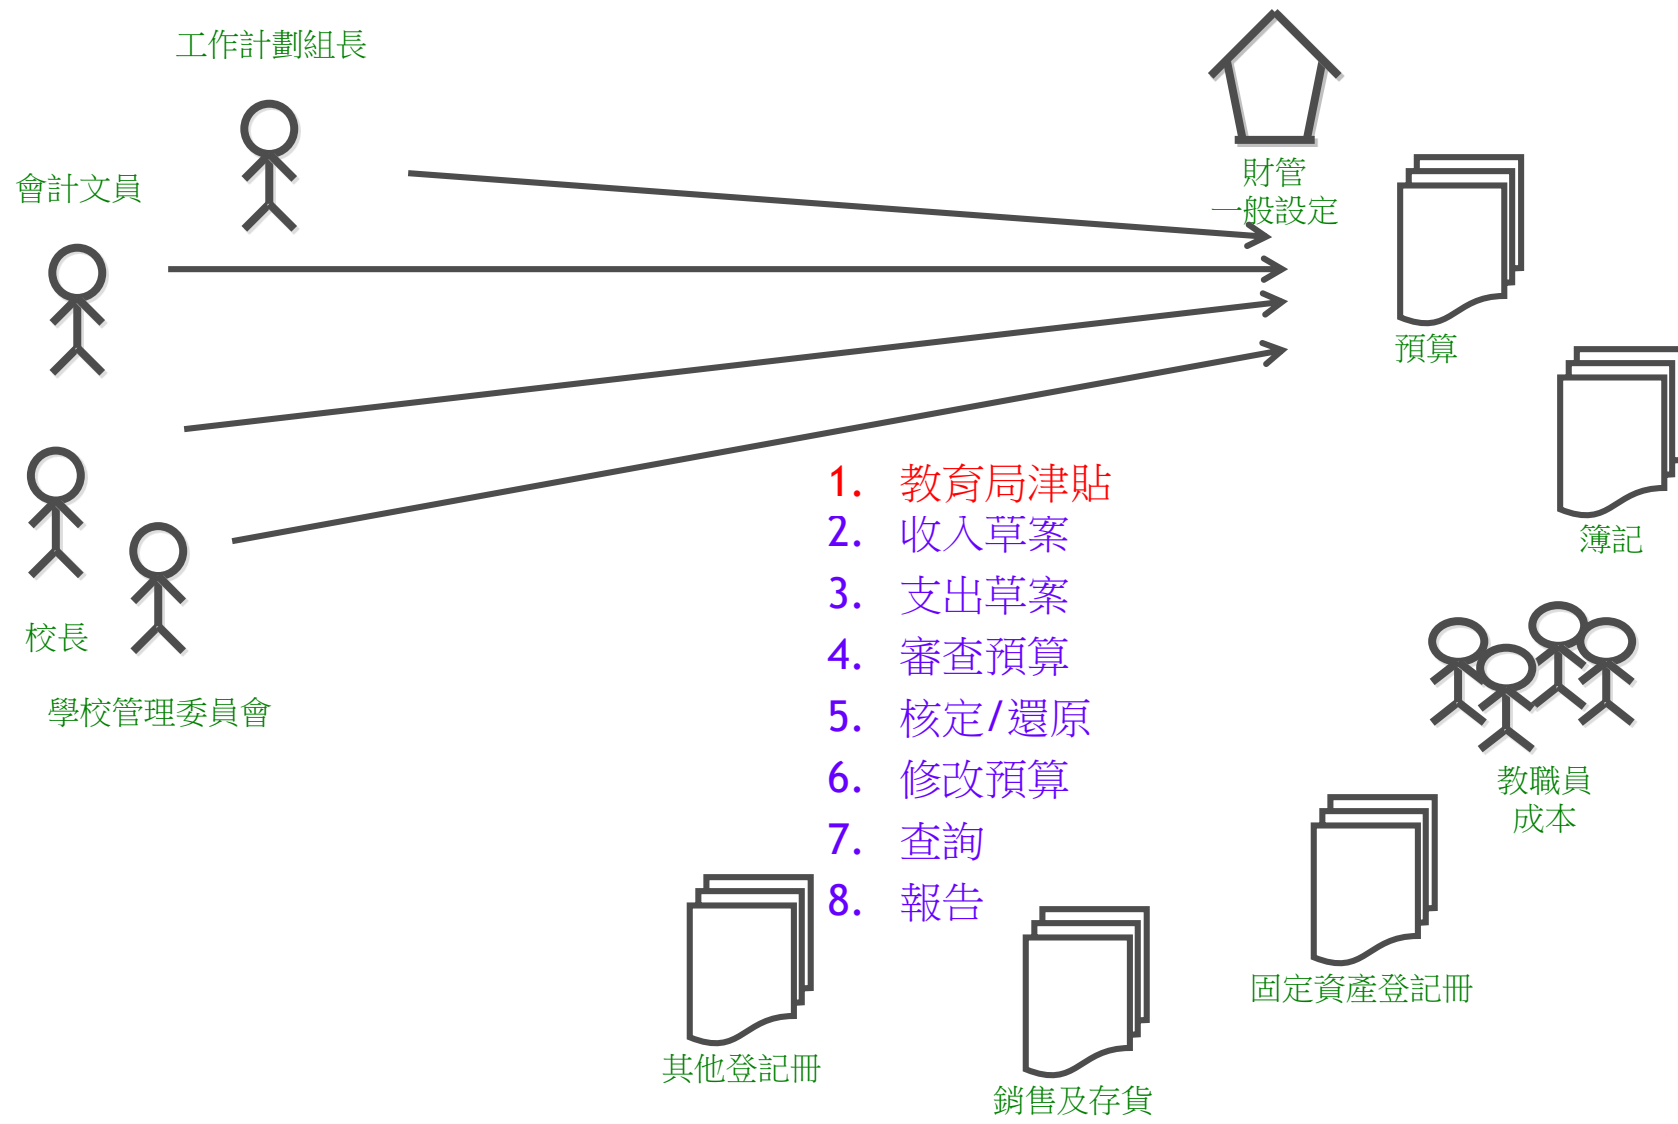 工作計劃組長
會計文員
財管
一般設定
預算
簿記
1. 教育局津貼
2. 收入草案
3. 支出草案
4. 審查預算
5. 核定/還原
6. 修改預算
7. 查詢
8. 報告
校長
學校管理委員會
教職員
成本
固定資產登記冊
其他登記冊
銷售及存貨